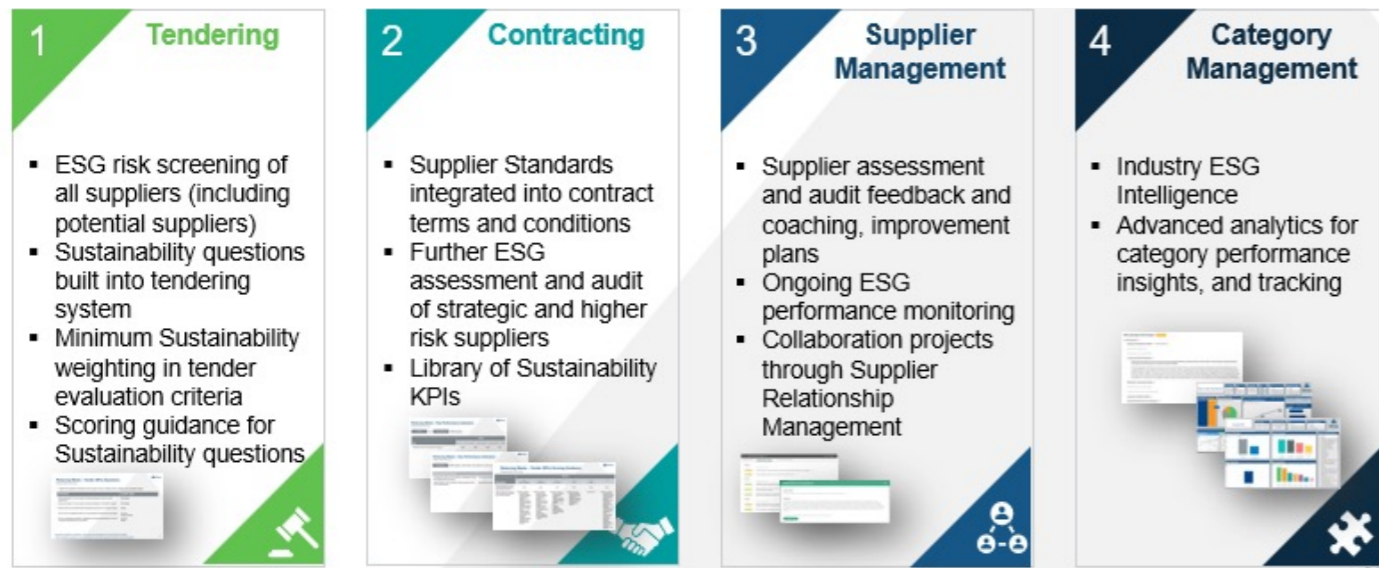 1
Tendering
▪ ESG risk screening of
all suppliers (including
potential suppliers)
▪ Sustainability questions
built into tendering
system
▪ Minimum Sustainability
weighting in tender
evaluation criteria
▪ Scoring guidance for
Sustainability questions
2
Contracting
▪ Supplier Standards
integrated into contract
terms and conditions
▪ Further ESG
assessment and audit
of strategic and higher
risk suppliers
▪ Library of Sustainability
KPIs
3
Supplier
Management
▪ Supplier assessment
and audit feedback and
coaching, improvement
plans
▪ Ongoing ESG
performance monitoring
▪ Collaboration projects
through Supplier
Relationship
Management
4
Category
Management
▪ Industry ESG
Intelligence
▪ Advanced analytics for
category performance
insights, and tracking